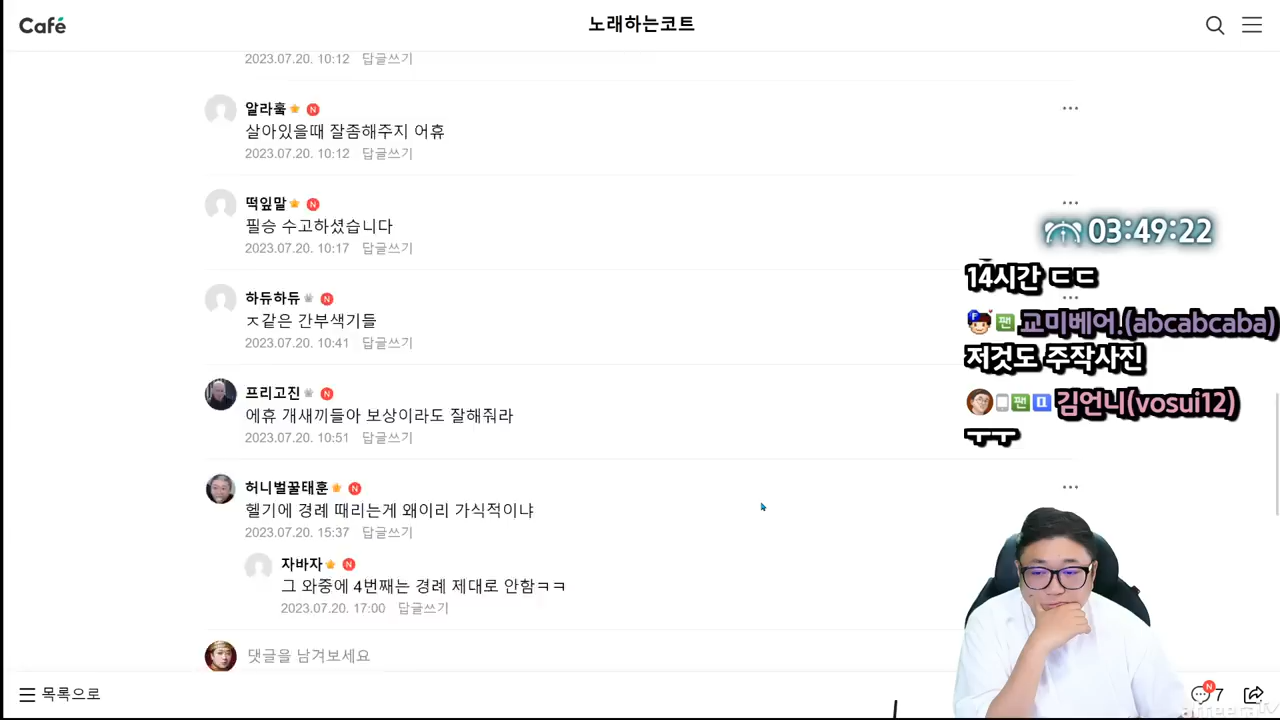 Café
노래하는코트
2023.07.20. 10:12 답글쓰기
알라훜 N
살아있을때 잘좀해주지 어휴
2023.07.20. 10:12 답글쓰기
떡잎말 N
필승 수고하셨습니다
2023.07.20. 10:17 답글쓰기
하듀하듀 N
ㅈ같은 간부색기들
2023.07.20. 10:41 답글쓰기
프리고진 N
에휴 개새끼들아 보상이라도 잘해줘라
2023.07.20. 10:51 답글쓰기
허니벌꿀태훈 N
헬기에 경례 때리는게 왜이리 가식적이냐
2023.07.20. 15:37 답글쓰기
자바자 N
그 와중에 4번째는 경례 제대로 안함ㅋㅋ
2023.07.20. 17:00 답글쓰기
댓글을 남겨보세요
목록으로
N 7
03:49:22
14시간 ㄷㄷ
F 팬 교미베어.(abcabcaba)
저것도 주작사진
팬 김언니(vosui12)
ㅜㅜ
afreecaTV